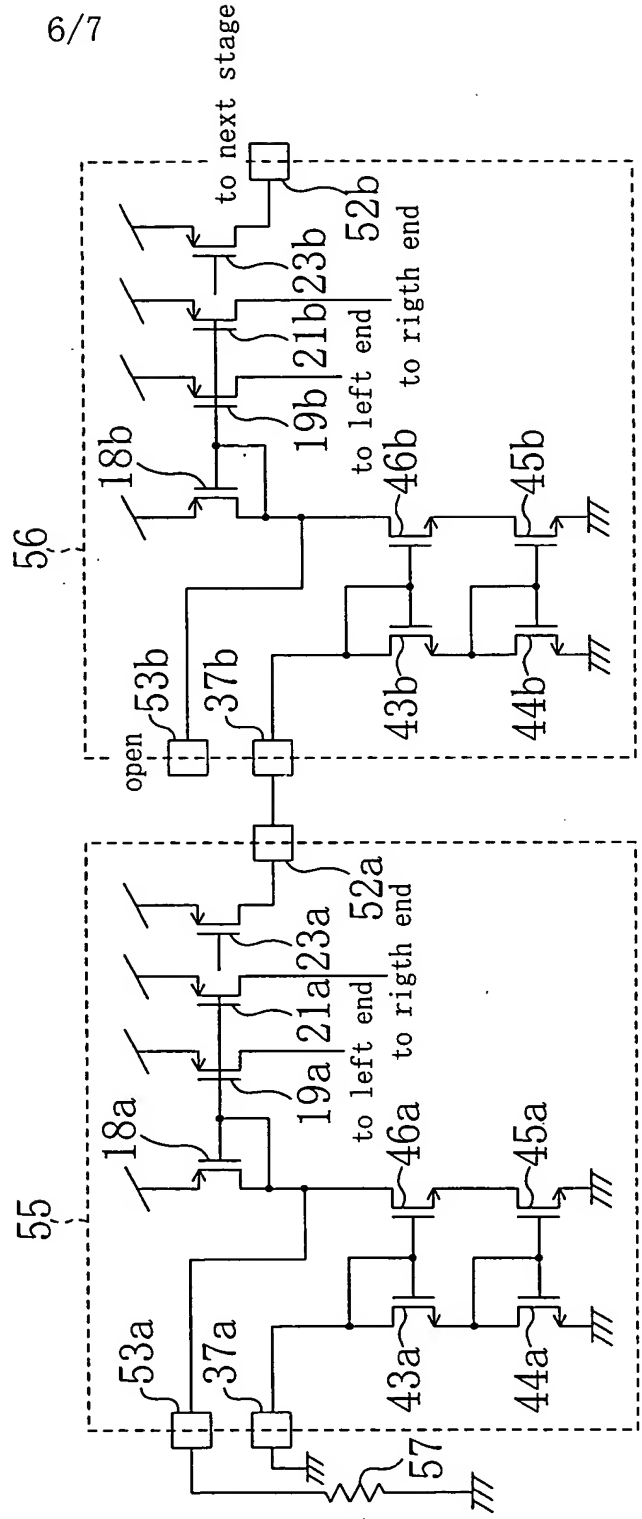 6/7
55
53a
37a
57
18a
19a
21a
23a
52a
to left end
to rigth end
43a
44a
46a
45a
56
open
53b
37b
18b
19b
21b
23b
52b
to next stage
to left end
to rigth end
43b
44b
46b
45b